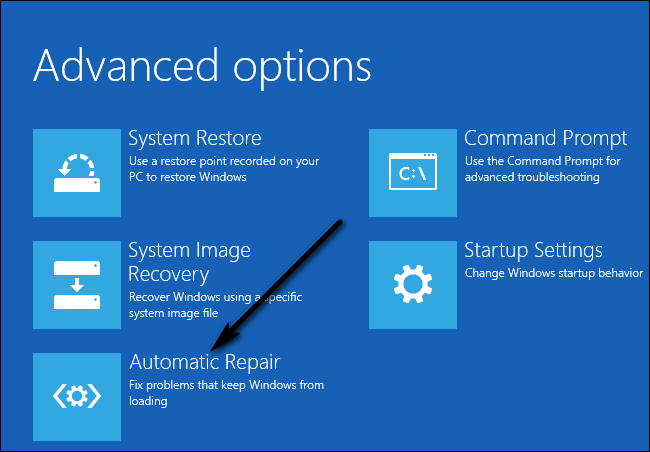 Advanced options
System Restore
Use a restore point recorded on your
PC to restore Windows
System Image
Recovery
Recover Windows using a specific
system image file
Automatic Repair
Fix problems that keep Windows from
loading
Command Prompt
Use the Command Prompt for
advanced troubleshooting
C:\
Startup Settings
Change Windows startup behavior